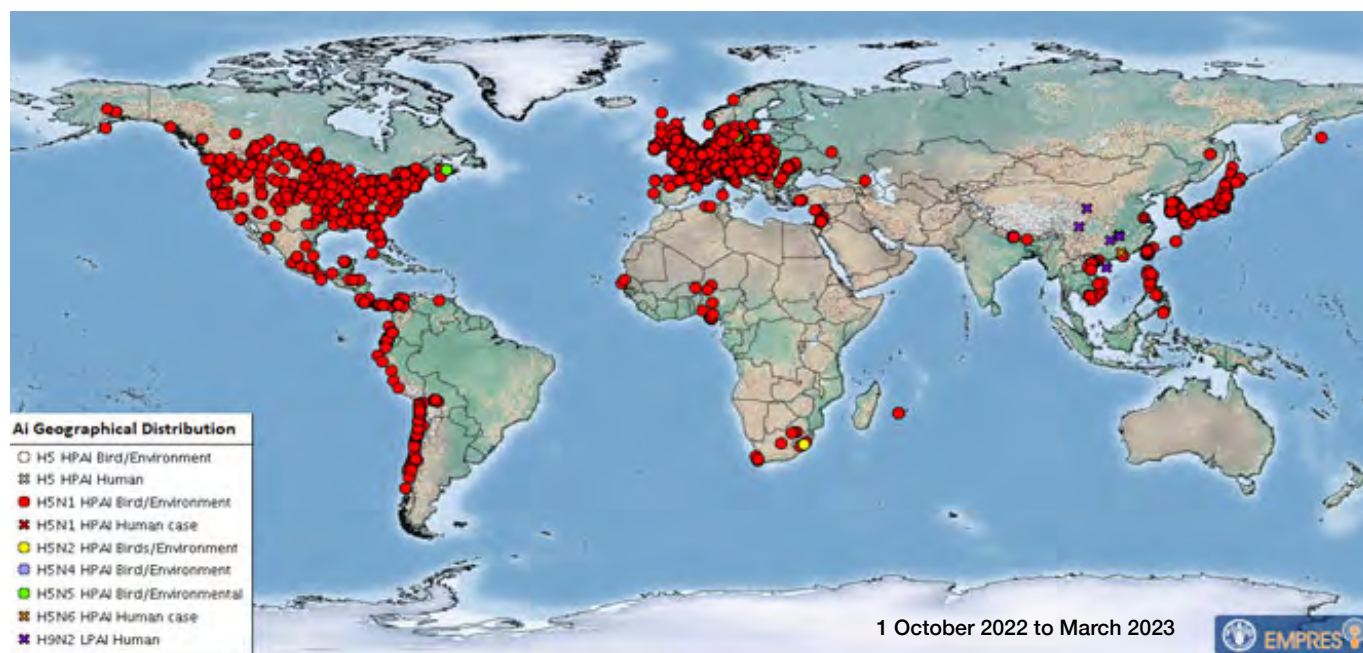 Ai Geographical Distribution
H5 HPAI Bird/Environment
H5 HPAI Human
H5N1 HPAI Bird/Environment
H5N1 HPAI Human case
H5N2 HPAI Birds/Environment
H5N4 HPAI Bird/Environment
H5N5 HPAI Bird/Environmental
H5N6 HPAI Human case
H9N2 LPAI Human
1 October 2022 to March 2023
EMPRES